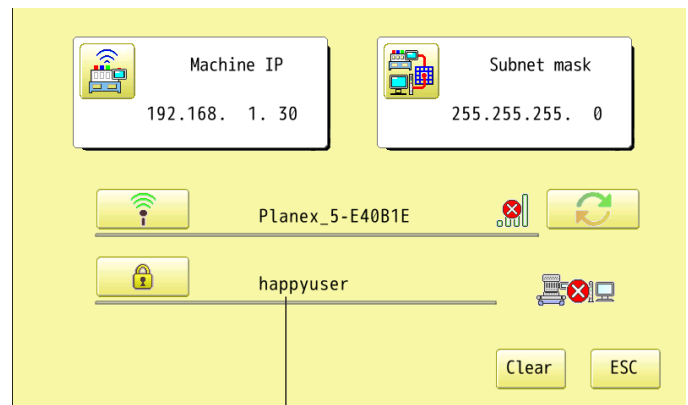 Machine IP
192.168. 1. 30
Subnet mask
255.255.255. 0
Planex_5-E40B1E
happyuser
Clear
ESC